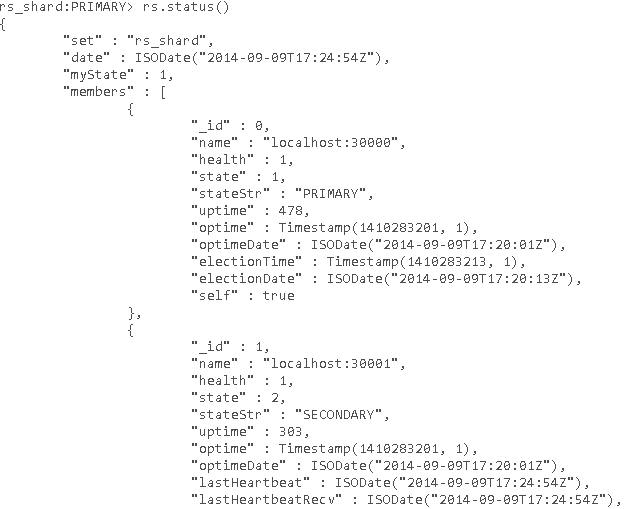 rs_shard:PRIMARY> rs.status()
{
"set" : "rs_shard",
"date" : ISODate("2014-09-09T17:24:54Z"),
"myState" : 1,
"members" : [
{
"_id" : 0,
"name" : "localhost:30000",
"health" : 1,
"state" : 1,
"stateStr" : "PRIMARY",
"uptime" : 478,
"optime" : Timestamp(1410283201, 1),
"optimeDate" : ISODate("2014-09-09T17:20:01Z"),
"electionTime" : Timestamp(1410283213, 1),
"electionDate" : ISODate("2014-09-09T17:20:13Z"),
"self" : true
},
{
"_id" : 1,
"name" : "localhost:30001",
"health" : 1,
"state" : 2,
"stateStr" : "SECONDARY",
"uptime" : 303,
"optime" : Timestamp(1410283201, 1),
"optimeDate" : ISODate("2014-09-09T17:20:01Z"),
"lastHeartbeat" : ISODate("2014-09-09T17:24:54Z"),
"lastHeartbeatRecv" : ISODate("2014-09-09T17:24:54Z"),